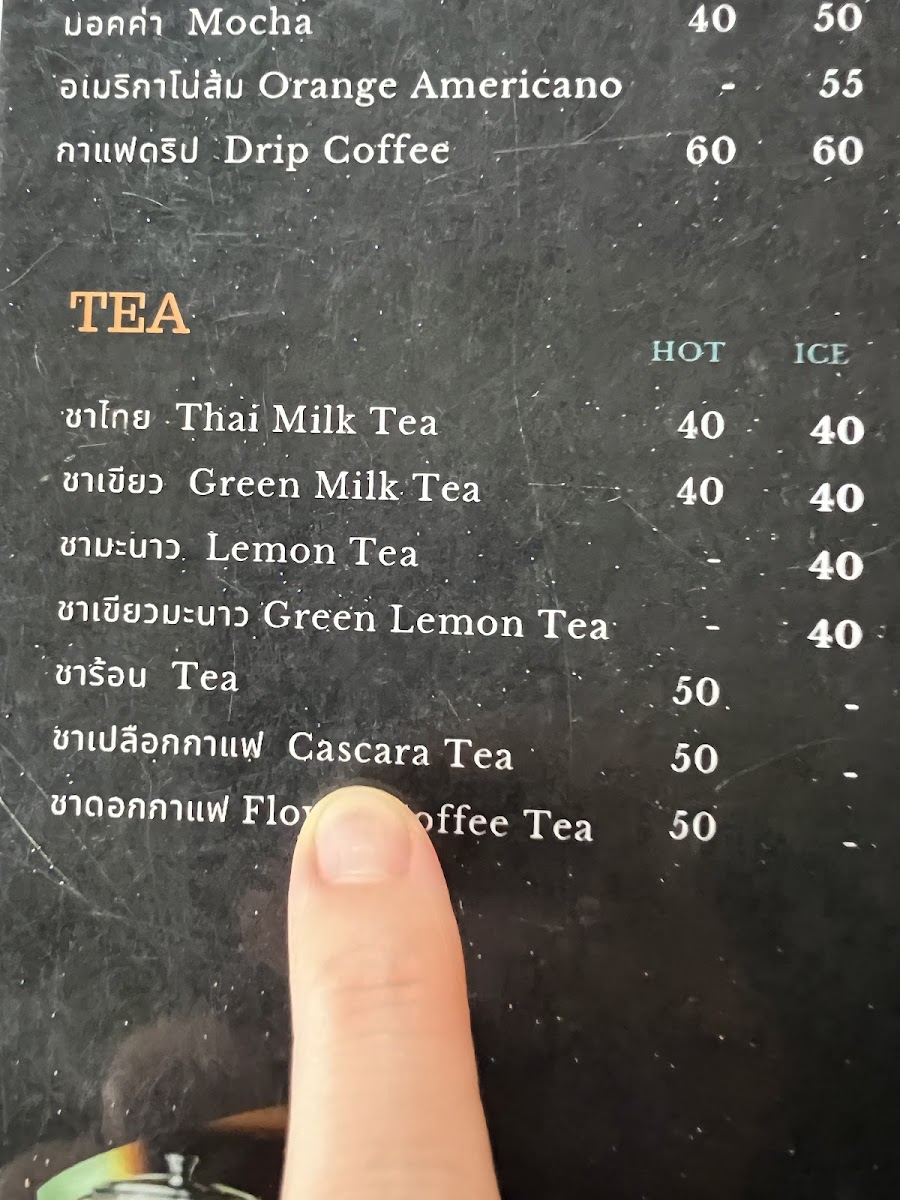 มอคค่า Mocha 40 50
อเมริกาโน่ส้ม Orange Americano - 55
กาแฟดริป Drip Coffee 60 60
TEA
HOT ICE
ชาไทย Thai Milk Tea 40 40
ชาเขียว Green Milk Tea 40 40
ชามะนาว Lemon Tea - 40
ชาเขียวมะนาว Green Lemon Tea - 40
ชาร้อน Tea 50 -
ชาเปลือกกาแฟ Cascara Tea 50 -
ชาดอกกาแฟ Tea 50 -